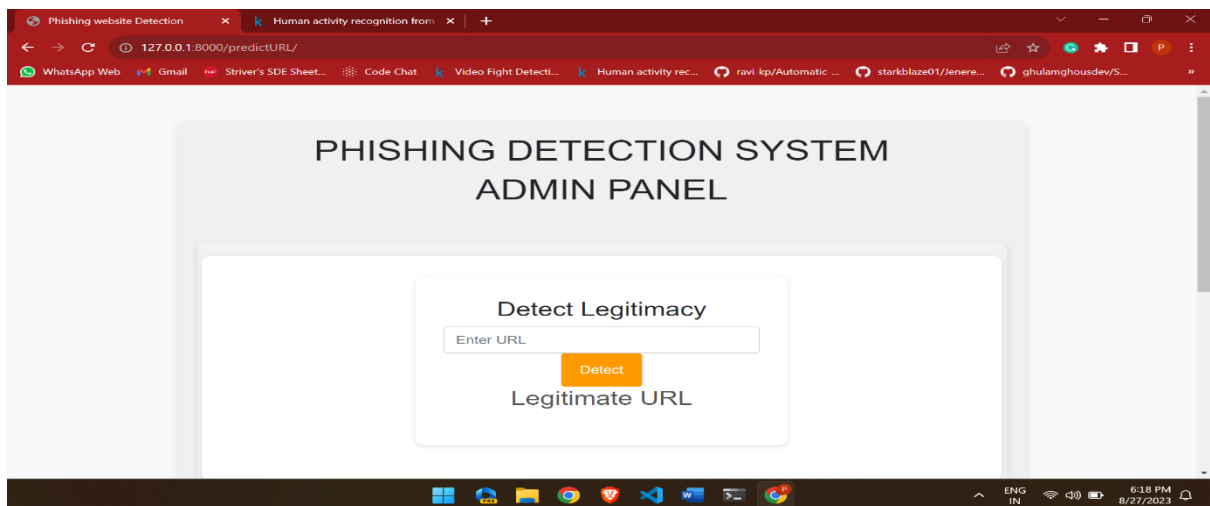 Phishing website Detection
Human activity recognition from
127.0.0.1:8000/predictURL/
WhatsApp Web Gmail Striver's SDE Sheet... Code Chat Video Fight Detecti... Human activity rec... ravi kp/Automatic ... starkblaze01/Jenere... ghulamghousdev/S... »
PHISHING DETECTION SYSTEM
ADMIN PANEL
Detect Legitimacy
Enter URL
Detect
Legitimate URL
ENG
IN
6:18 PM
8/27/2023